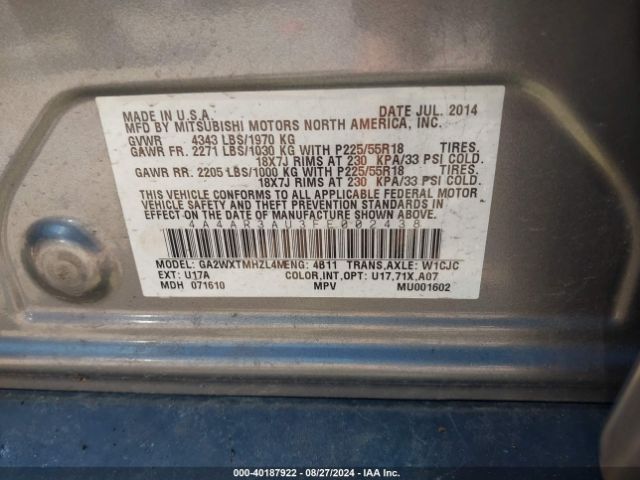 MADE IN U.S.A. DATE JUL. 2014
MFD BY MITSUBISHI MOTORS NORTH AMERICA, INC.
GVWR 4343 LBS/1970 KG
GAWR FR. 2271 LBS/1030 KG WITH P225/55R18 TIRES.
18X7J RIMS AT 230 KPA/33 PSI COLD.
GAWR RR. 2205 LBS/1000 KG WITH P225/55R18 TIRES.
18X7J RIMS AT 230 KPA/33 PSI COLD.
THIS VEHICLE CONFORMS TO ALL APPLICABLE FEDERAL MOTOR
VEHICLE SAFETY AND THEFT PREVENTION STANDARDS IN
EFFECT ON THE DATE OF MANUFACTURE SHOWN ABOVE.
4A4AR3AU3FE002438
MODEL: GA2WXTMHZL4M ENG: 4B11 TRANS,AXLE: W1CJC
EXT: U17A COLOR,INT,OPT: U17,71X,A07
MDH 071610 MPV MU001602
000-40187922 - 08/27/2024 - IAA Inc.